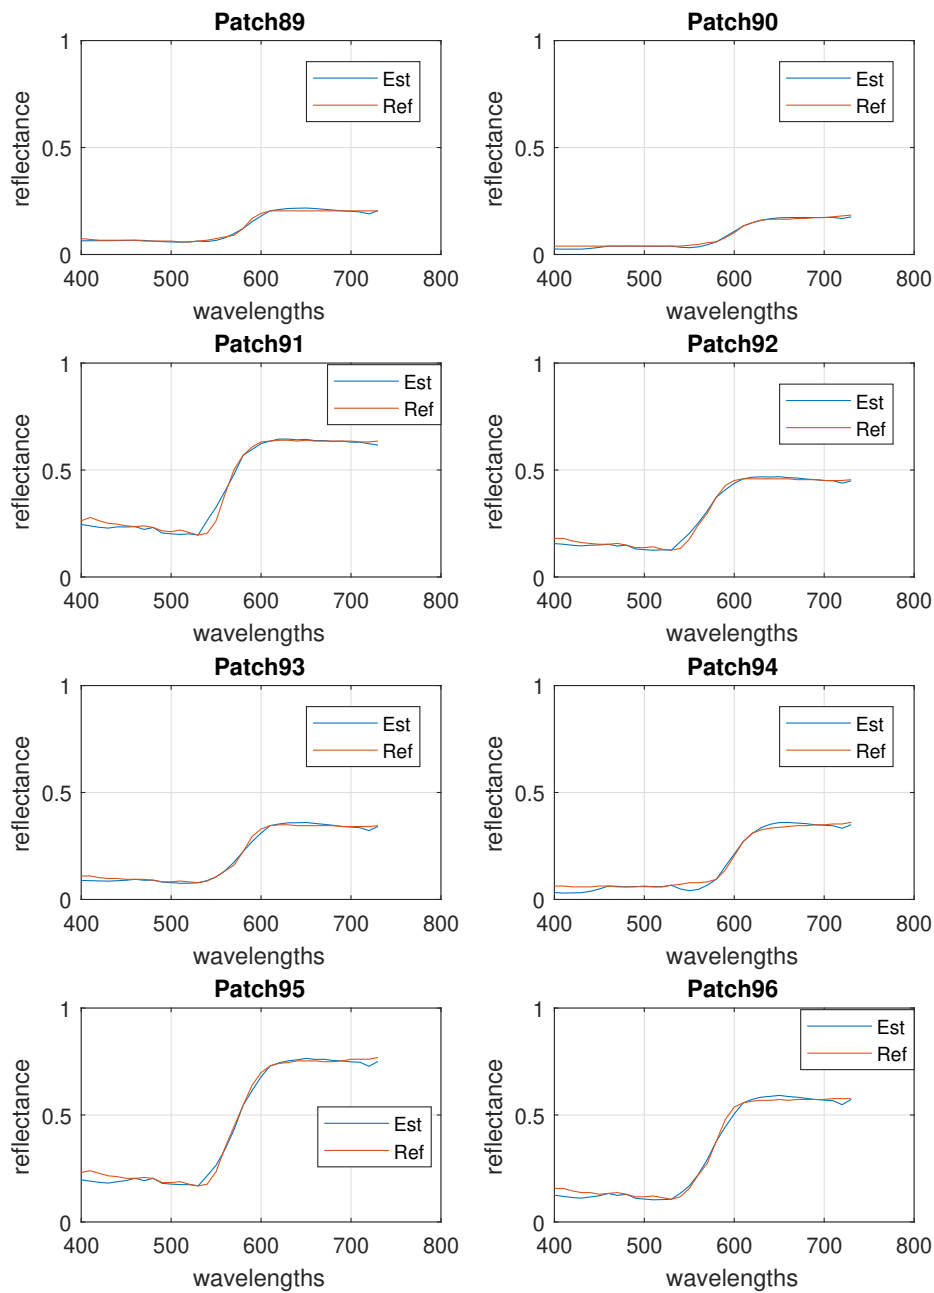 Patch89
1
0.5
0
reflectance
Est
Ref
400 500 600 700 800
wavelengths
Patch90
1
0.5
0
reflectance
Est
Ref
400 500 600 700 800
wavelengths
Patch91
1
0.5
0
reflectance
Est
Ref
400 500 600 700 800
wavelengths
Patch92
1
0.5
0
reflectance
Est
Ref
400 500 600 700 800
wavelengths
Patch93
1
0.5
0
reflectance
Est
Ref
400 500 600 700 800
wavelengths
Patch94
1
0.5
0
reflectance
Est
Ref
400 500 600 700 800
wavelengths
Patch95
1
0.5
0
reflectance
Est
Ref
400 500 600 700 800
wavelengths
Patch96
1
0.5
0
reflectance
Est
Ref
400 500 600 700 800
wavelengths